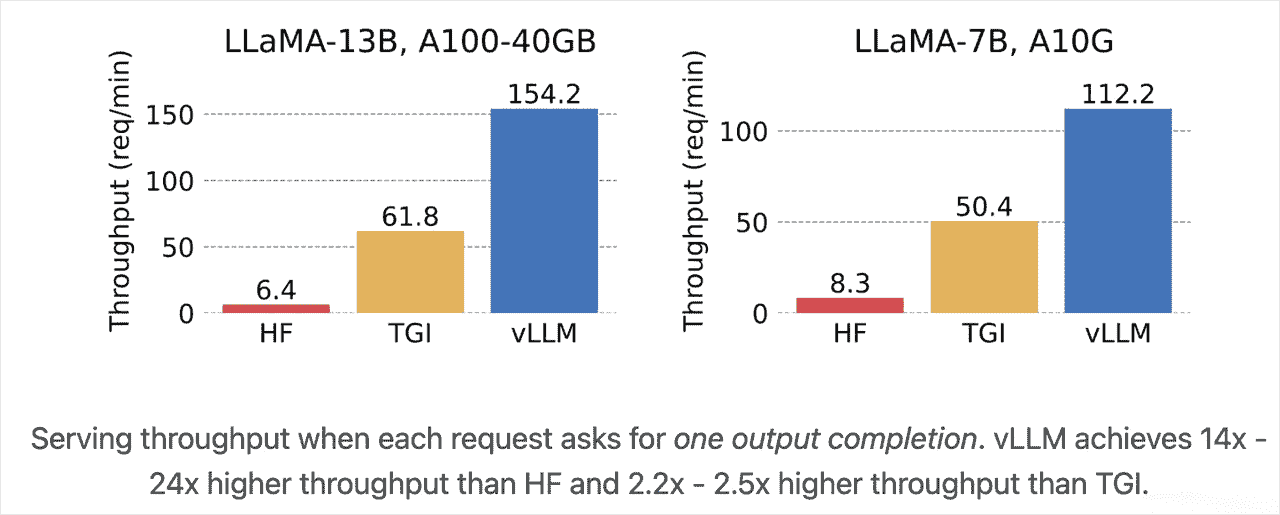 LLaMA-13B, A100-40GB
Throughput (req/min)
150
100
50
0
6.4
61.8
154.2
HF
TGI
vLLM
LLaMA-7B, A10G
Throughput (req/min)
100
50
0
8.3
50.4
112.2
HF
TGI
vLLM
Serving throughput when each request asks for one output completion. vLLM achieves 14x -
24x higher throughput than HF and 2.2x - 2.5x higher throughput than TGI.